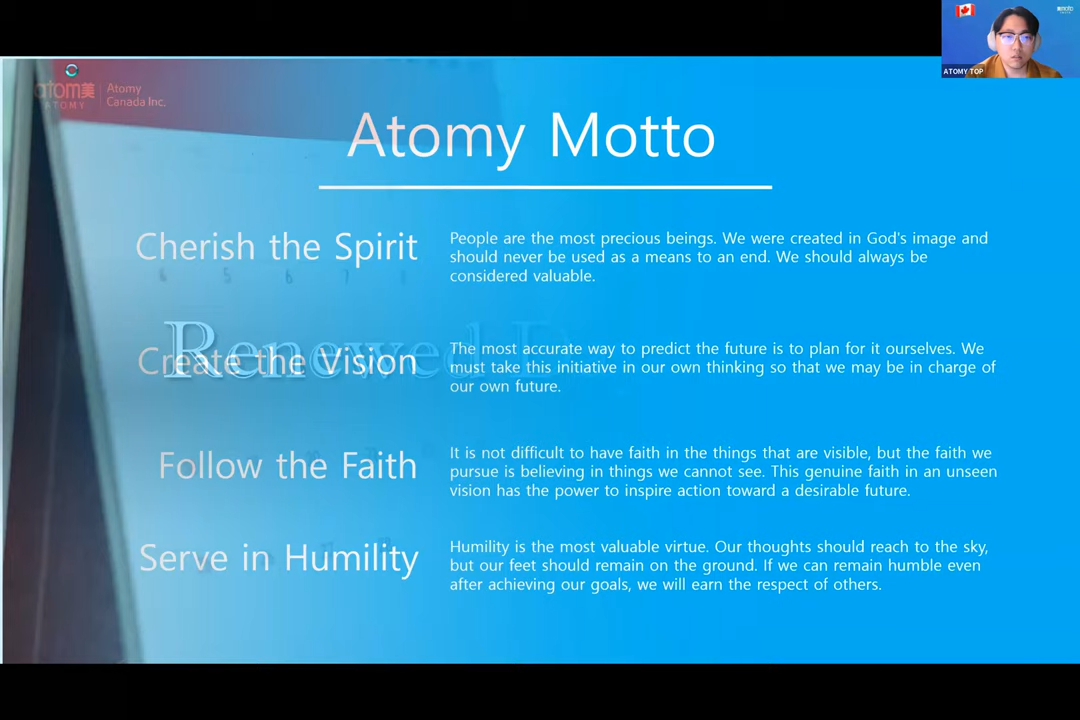 ATOMY TOP
atom美
ATOMY
Atomy
Canada Inc.
Atomy Motto
Cherish the Spirit
People are the most precious beings. We were created in God's image and
should never be used as a means to an end. We should always be
considered valuable.
Renewed
Create the Vision
The most accurate way to predict the future is to plan for it ourselves. We
must take this initiative in our own thinking so that we may be in charge of
our own future.
Follow the Faith
It is not difficult to have faith in the things that are visible, but the faith we
pursue is believing in things we cannot see. This genuine faith in an unseen
vision has the power to inspire action toward a desirable future.
Serve in Humility
Humility is the most valuable virtue. Our thoughts should reach to the sky,
but our feet should remain on the ground. If we can remain humble even
after achieving our goals, we will earn the respect of others.